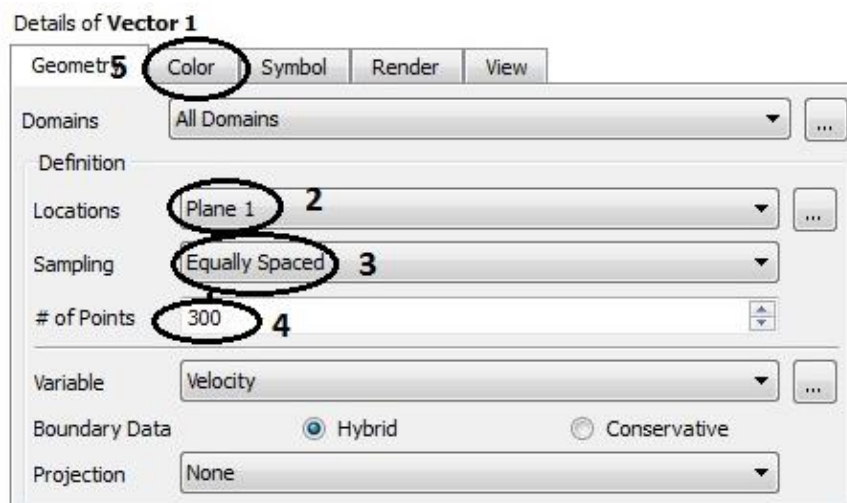 Details of Vector 1
Geometry 5 Color Symbol Render View
Domains All Domains ...
Definition
Locations Plane 1 2 ...
Sampling Equally Spaced 3
# of Points 300 4
Variable Velocity ...
Boundary Data Hybrid Conservative
Projection None